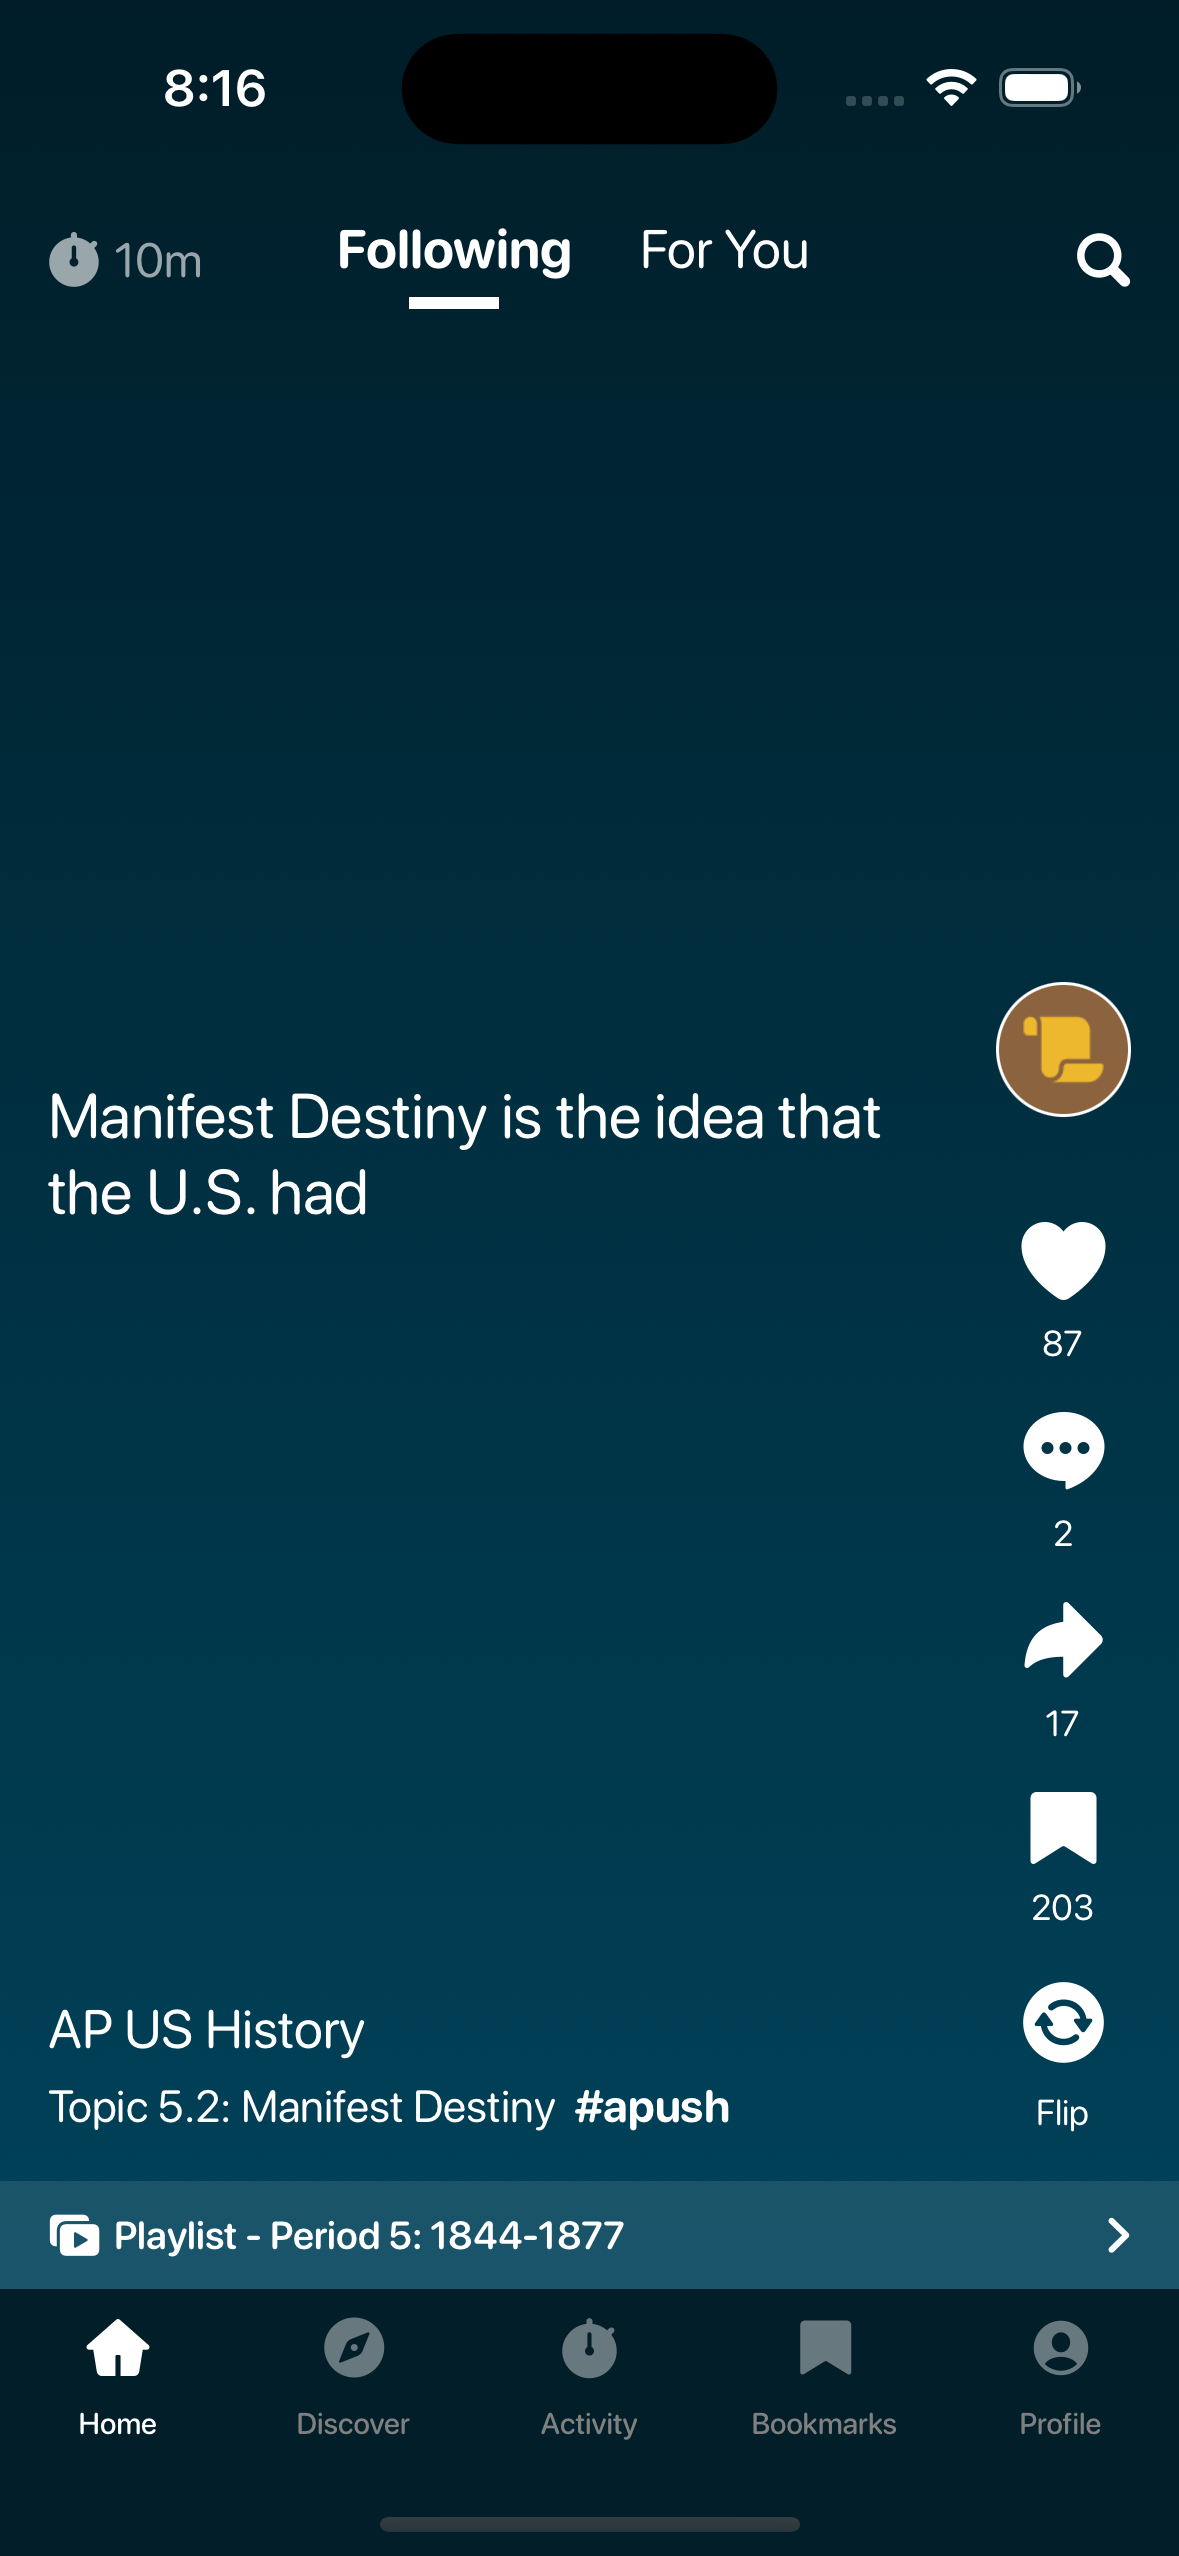 8:16
10m
Following
For You
Manifest Destiny is the idea that
the U.S. had
87
2
17
203
Flip
AP US History
Topic 5.2: Manifest Destiny #apush
Playlist - Period 5: 1844-1877
Home
Discover
Activity
Bookmarks
Profile